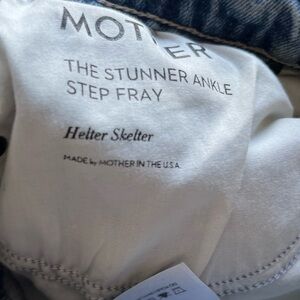 MOTHER
THE STUNNER ANKLE
STEP FRAY
Helter Skelter
MADE by MOTHER IN THE U.S.A.